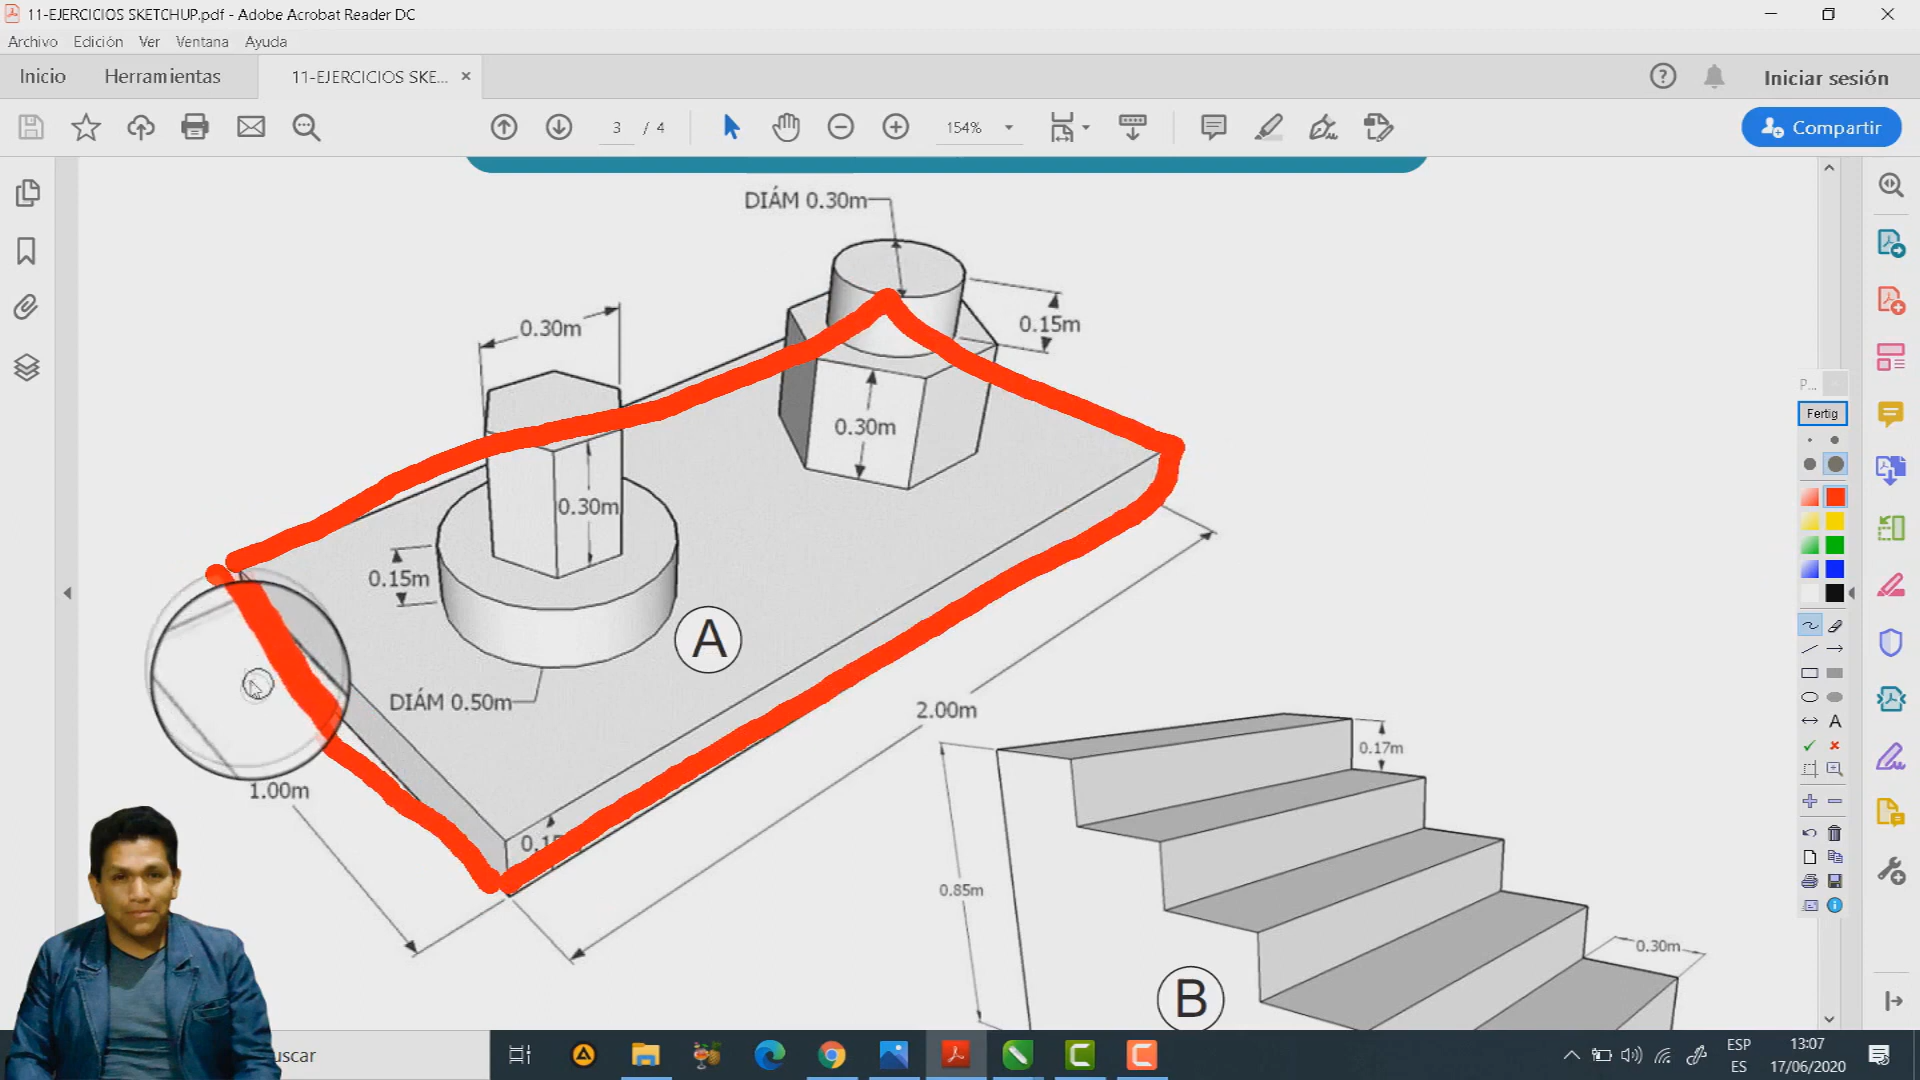 11-EJERCICIOS SKETCHUP.pdf - Adobe Acrobat Reader DC
Archivo Edición Ver Ventana Ayuda
Inicio Herramientas 11-EJERCICIOS SKE... Iniciar sesión
3 / 4 154% Compartir
DIÁM 0.30m
0.30m
0.15m
0.30m
0.30m
0.15m
A
DIÁM 0.50m
2.00m
1.00m
0.17m
0.85m
0.30m
B
P...
Fertig
A
uscar
ESP
ES
13:07
17/06/2020